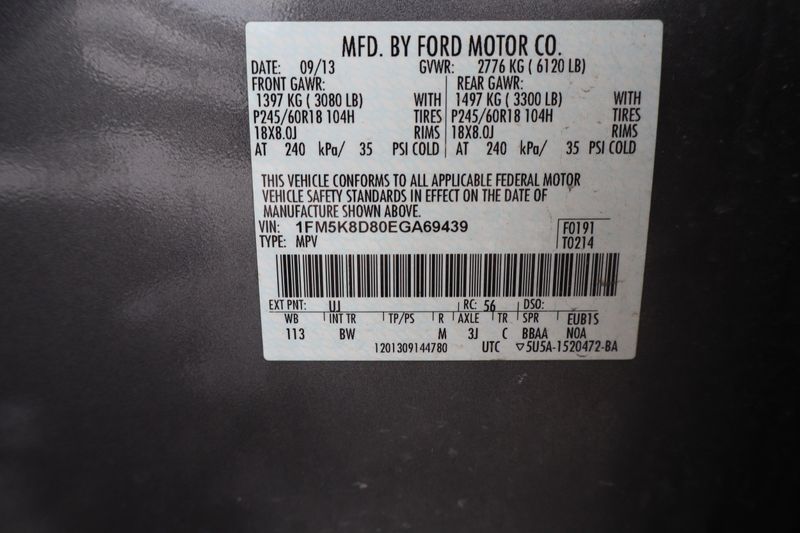 MFD. BY FORD MOTOR CO.
DATE: 09/13 GVWR: 2776 KG ( 6120 LB)
FRONT GAWR: REAR GAWR:
1397 KG ( 3080 LB) WITH 1497 KG ( 3300 LB) WITH
P245/60R18 104H TIRES P245/60R18 104H TIRES
18X8.0J RIMS 18X8.0J RIMS
AT 240 kPa/ 35 PSI COLD AT 240 kPa/ 35 PSI COLD
THIS VEHICLE CONFORMS TO ALL APPLICABLE FEDERAL MOTOR
VEHICLE SAFETY STANDARDS IN EFFECT ON THE DATE OF
MANUFACTURE SHOWN ABOVE.
VIN: 1FM5K8D80EGA69439 F0191
TYPE: MPV T0214
EXT PNT: UJ RC: 56 DSO:
WB INT TR TP/PS R AXLE TR SPR EUB1S
113 BW M 3J C BBAA NOA
1201309144780 UTC ▽5U5A-1520472-BA